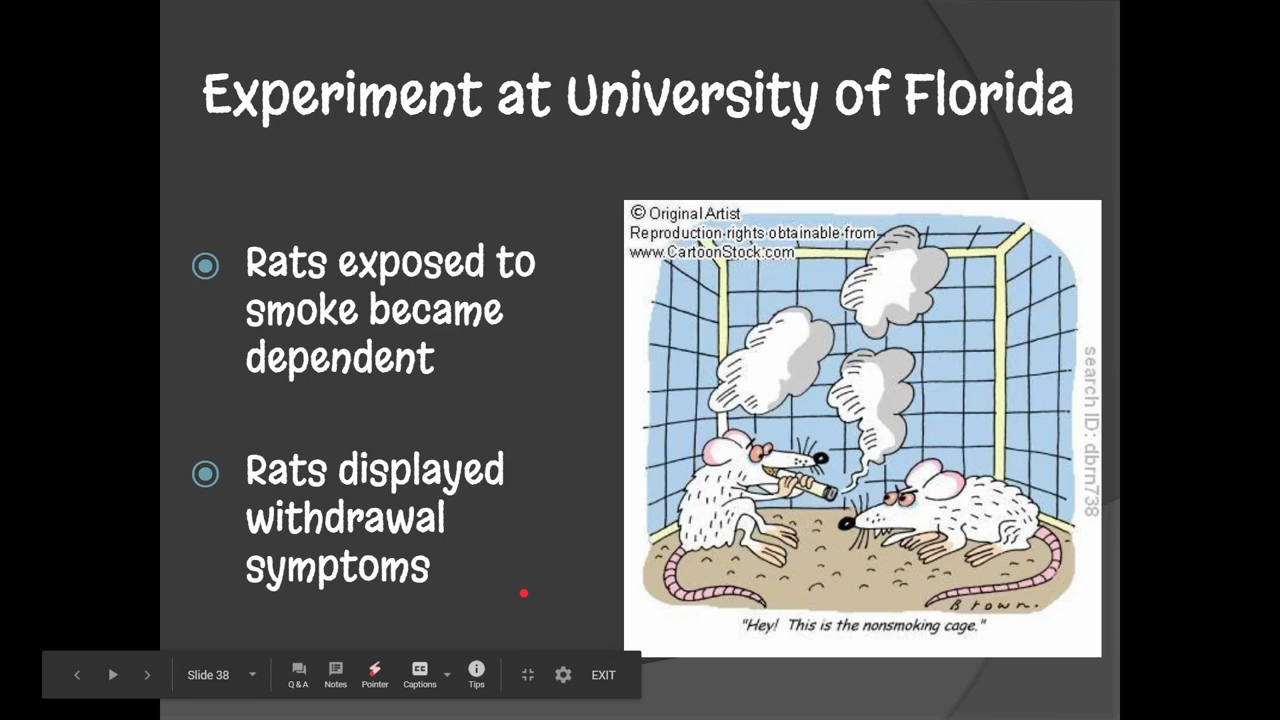 Experiment at University of Florida
Rats exposed to
smoke became
dependent
Rats displayed
withdrawal
symptoms
© Original Artist
Reproduction rights obtainable from
www.CartoonStock.com
search ID: dbrn738
Brown.
"Hey! This is the nonsmoking cage."
Slide 38
Q & A
Notes
Pointer
CC
Captions
Tips
EXIT